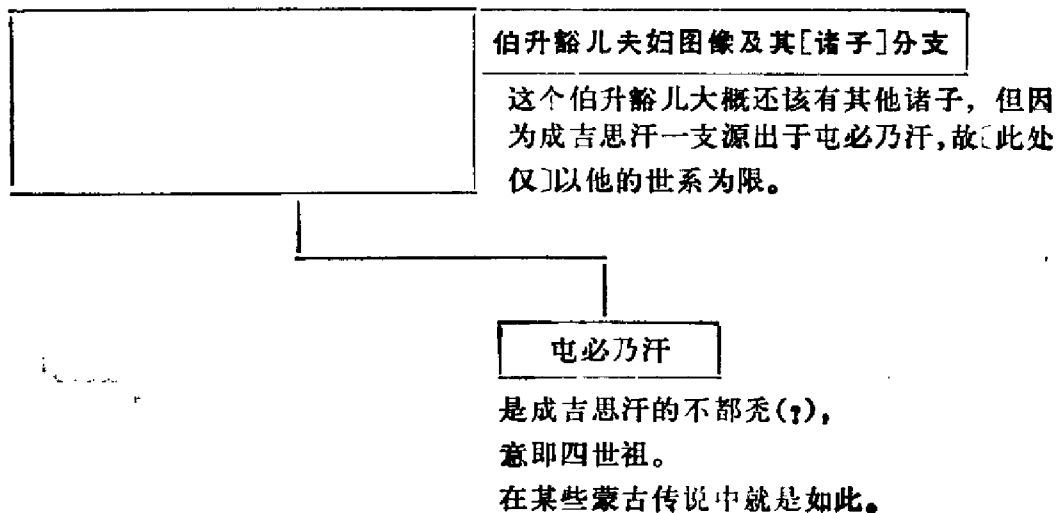 伯升豁儿夫妇图像及其[诸子]分支
这个伯升豁儿大概还该有其他诸子，但因
为成吉思汗一支源出于屯必乃汗，故〔此处
仅〕以他的世系为限。
屯必乃汗
是成吉思汗的不都秃(?)，
意即四世祖。
在某些蒙古传说中就是如此。